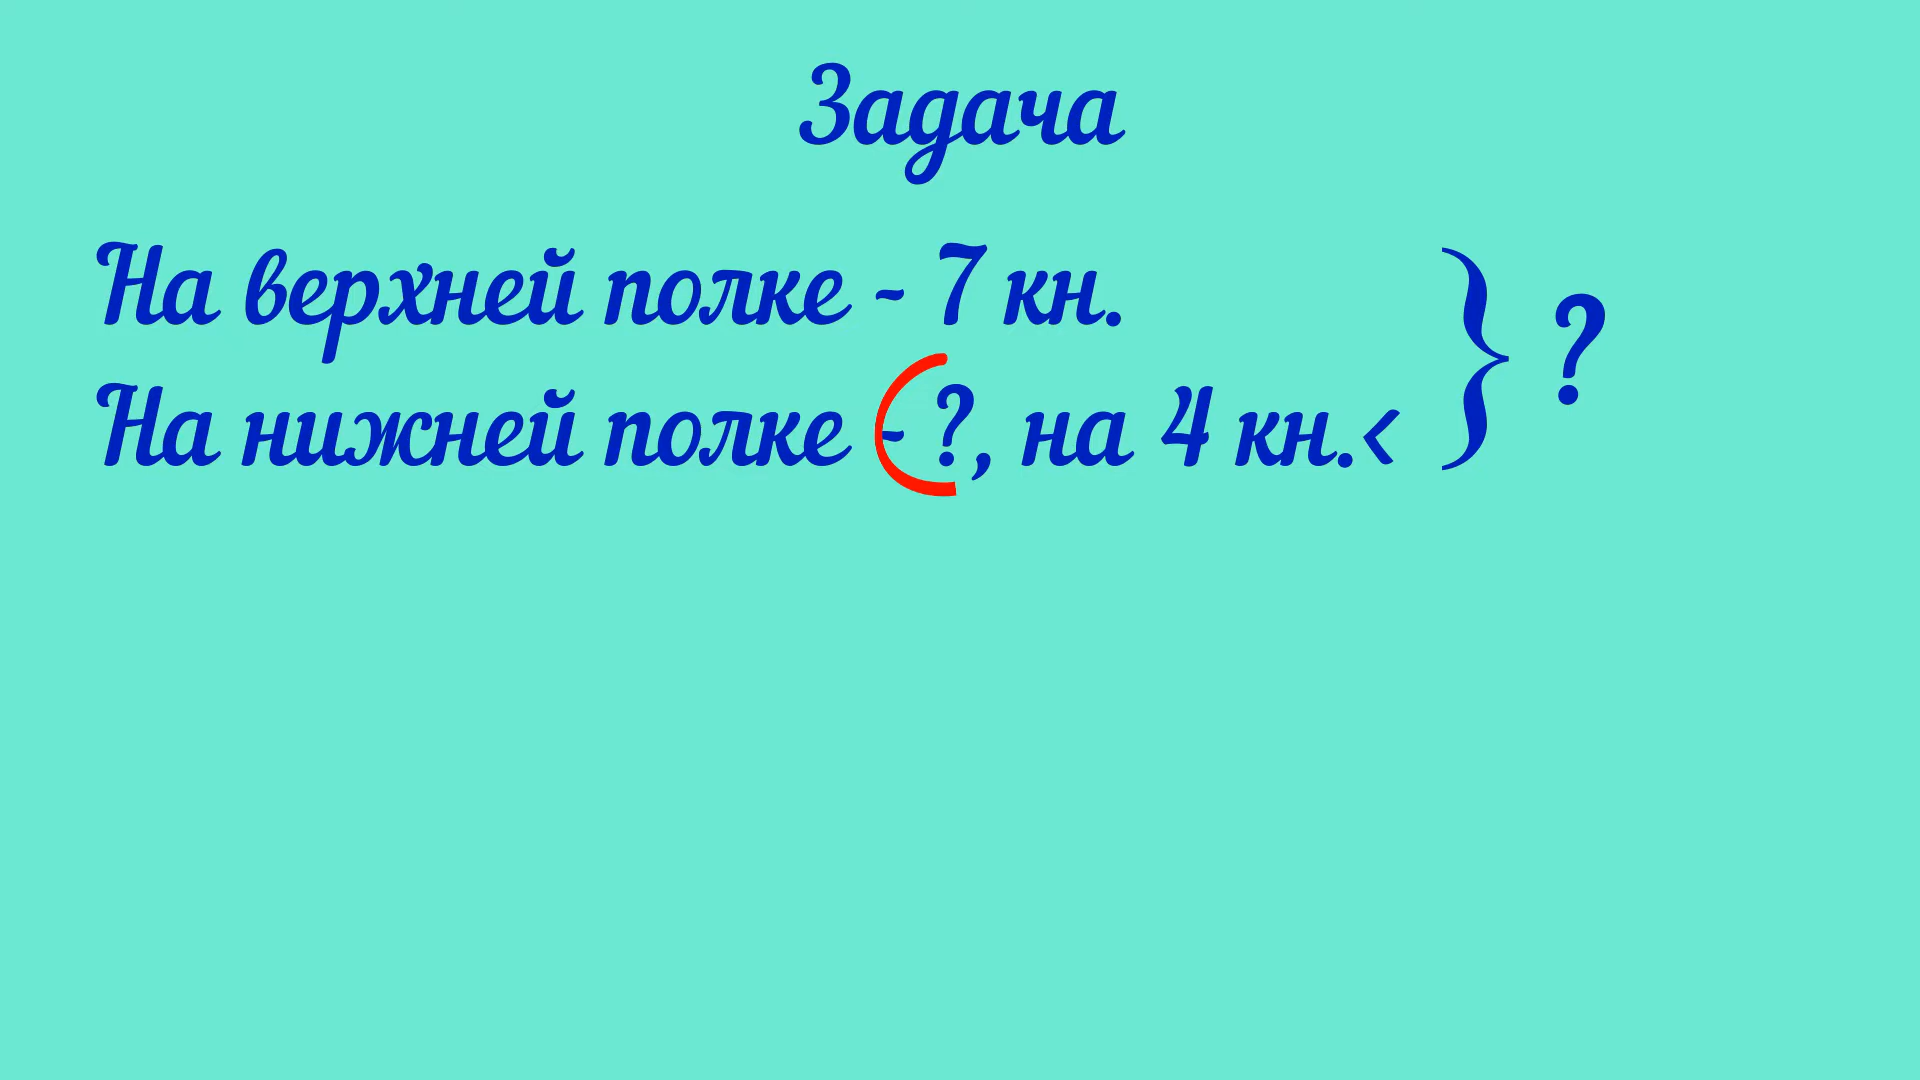 Задача
На верхней полке - 7 кн.
На нижней полке - ?, на 4 кн.<
} ?